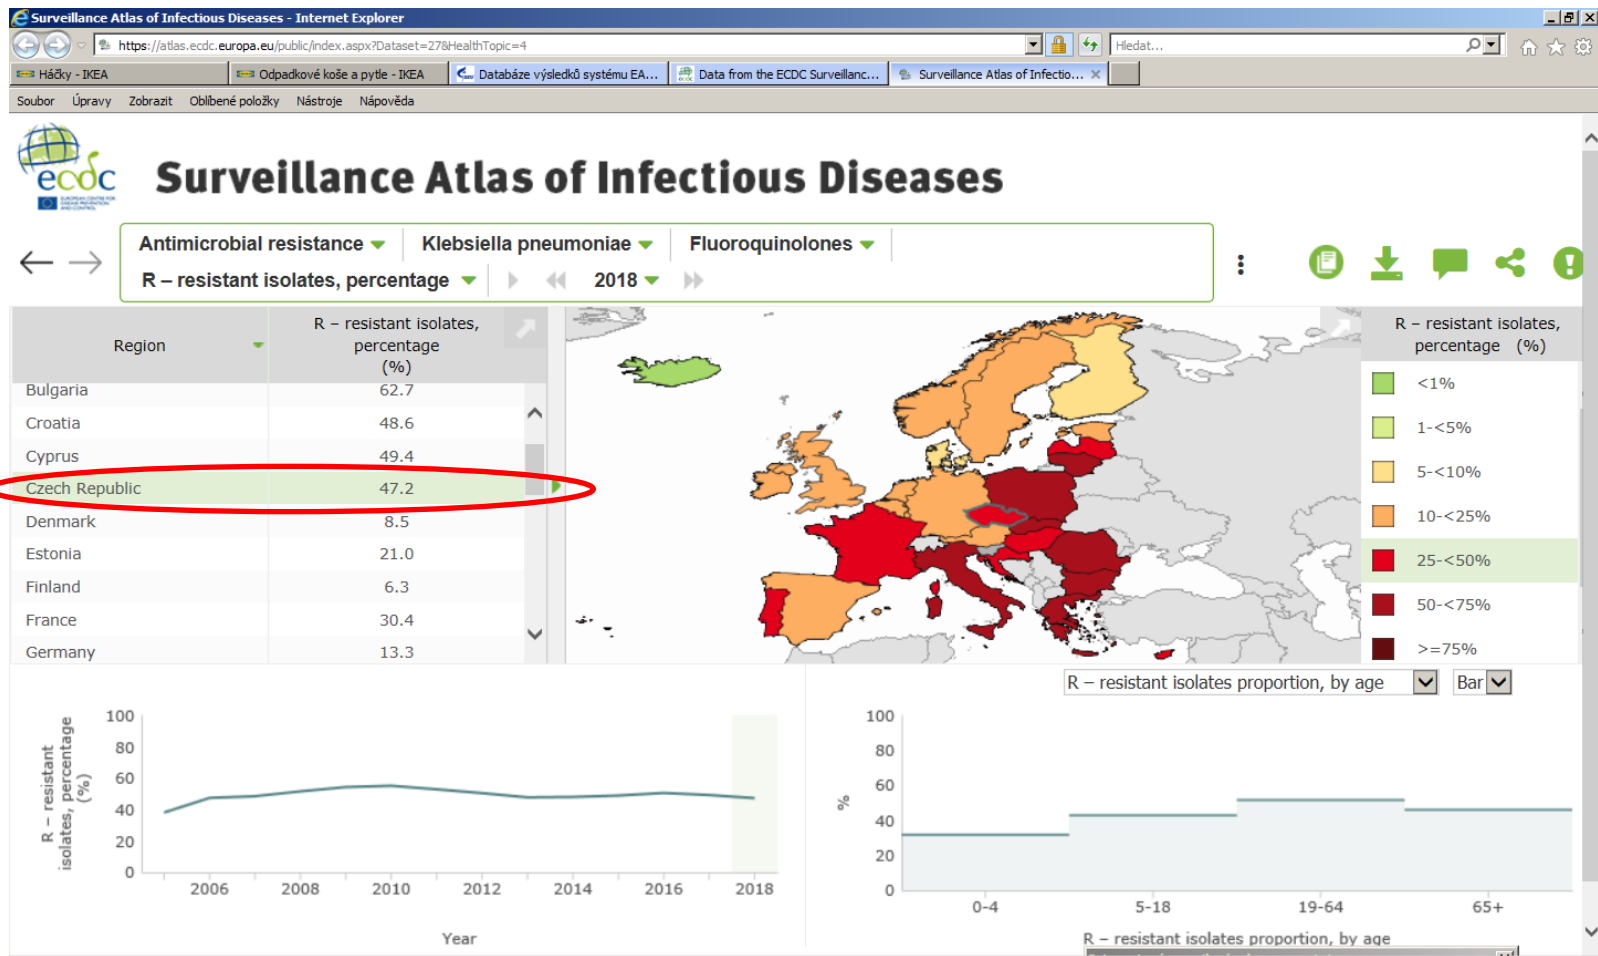 Surveillance Atlas of Infectious Diseases - Internet Explorer
https://atlas.ecdc.europa.eu/public/index.aspx?Dataset=27&HealthTopic=4
Hledat...
Háčky - IKEA
Odpadkové koše a pytle - IKEA
Databáze výsledků systému EA...
Data from the ECDC Surveillanc...
Surveillance Atlas of Infectio...
Soubor Úpravy Zobrazit Oblíbené položky Nástroje Nápověda
ecdc
EUROPEAN CENTRE FOR
DISEASE PREVENTION
AND CONTROL
Surveillance Atlas of Infectious Diseases
Antimicrobial resistance Klebsiella pneumoniae Fluoroquinolones
R – resistant isolates, percentage 2018
Region
R – resistant isolates,
percentage
(%)
Bulgaria 62.7
Croatia 48.6
Cyprus 49.4
Czech Republic 47.2
Denmark 8.5
Estonia 21.0
Finland 6.3
France 30.4
Germany 13.3
R – resistant isolates,
percentage (%)
<1%
1-<5%
5-<10%
10-<25%
25-<50%
50-<75%
>=75%
R – resistant
isolates, percentage
(%)
100
80
60
40
20
0
2006 2008 2010 2012 2014 2016 2018
Year
R – resistant isolates proportion, by age Bar
%
100
80
60
40
20
0
0-4 5-18 19-64 65+
R – resistant isolates proportion, by age